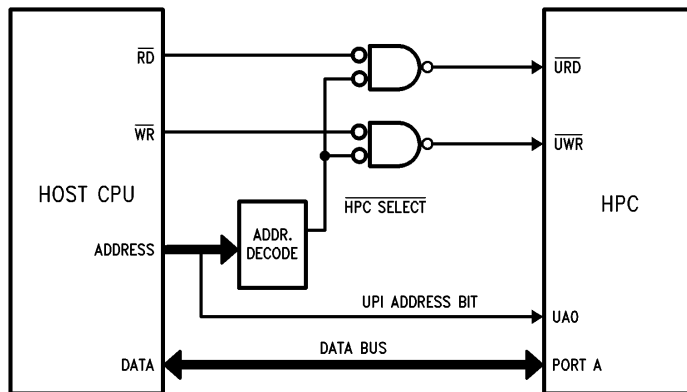 RD
URD
WR
UWR
HOST CPU
HPC SELECT
HPC
ADDR.
DECODE
ADDRESS
UPI ADDRESS BIT
UA0
DATA BUS
DATA
PORT A